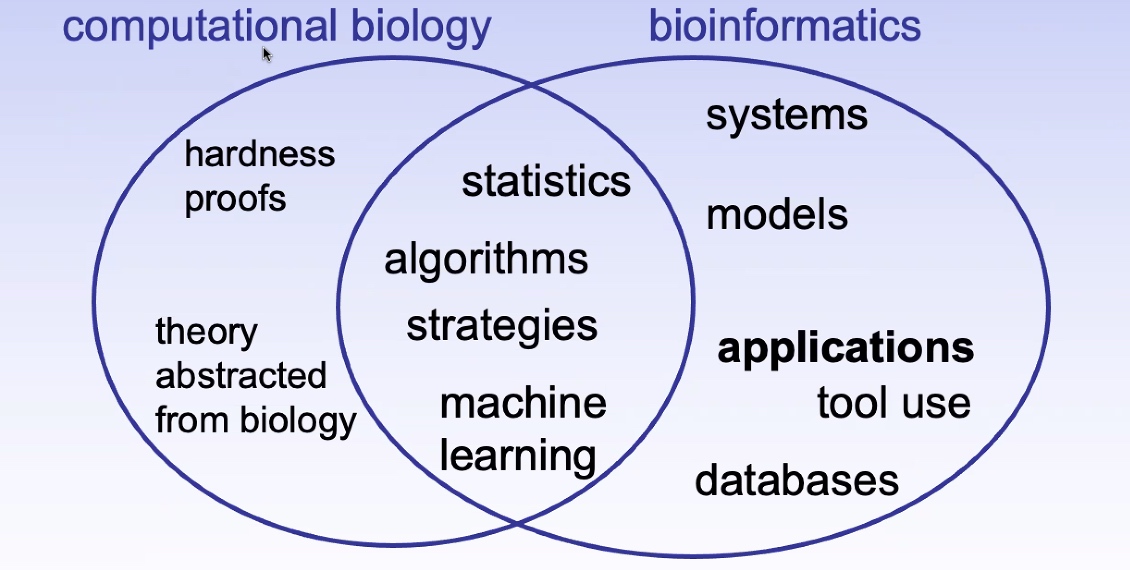 computational biology
bioinformatics
hardness
proofs
theory
abstracted
from biology
statistics
algorithms
strategies
machine
learning
systems
models
applications
tool use
databases